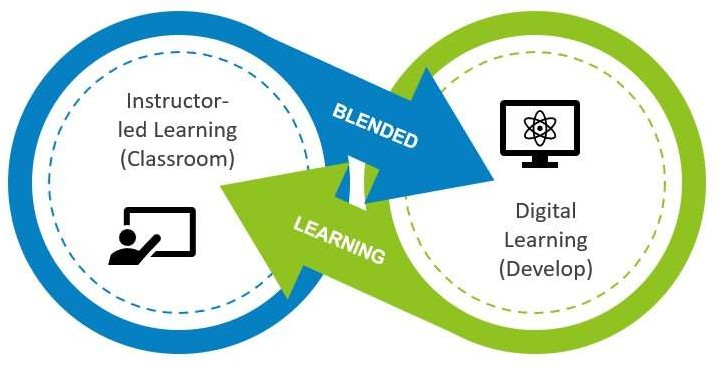 Instructor-
led Learning
(Classroom)
BLENDED
LEARNING
Digital
Learning
(Develop)